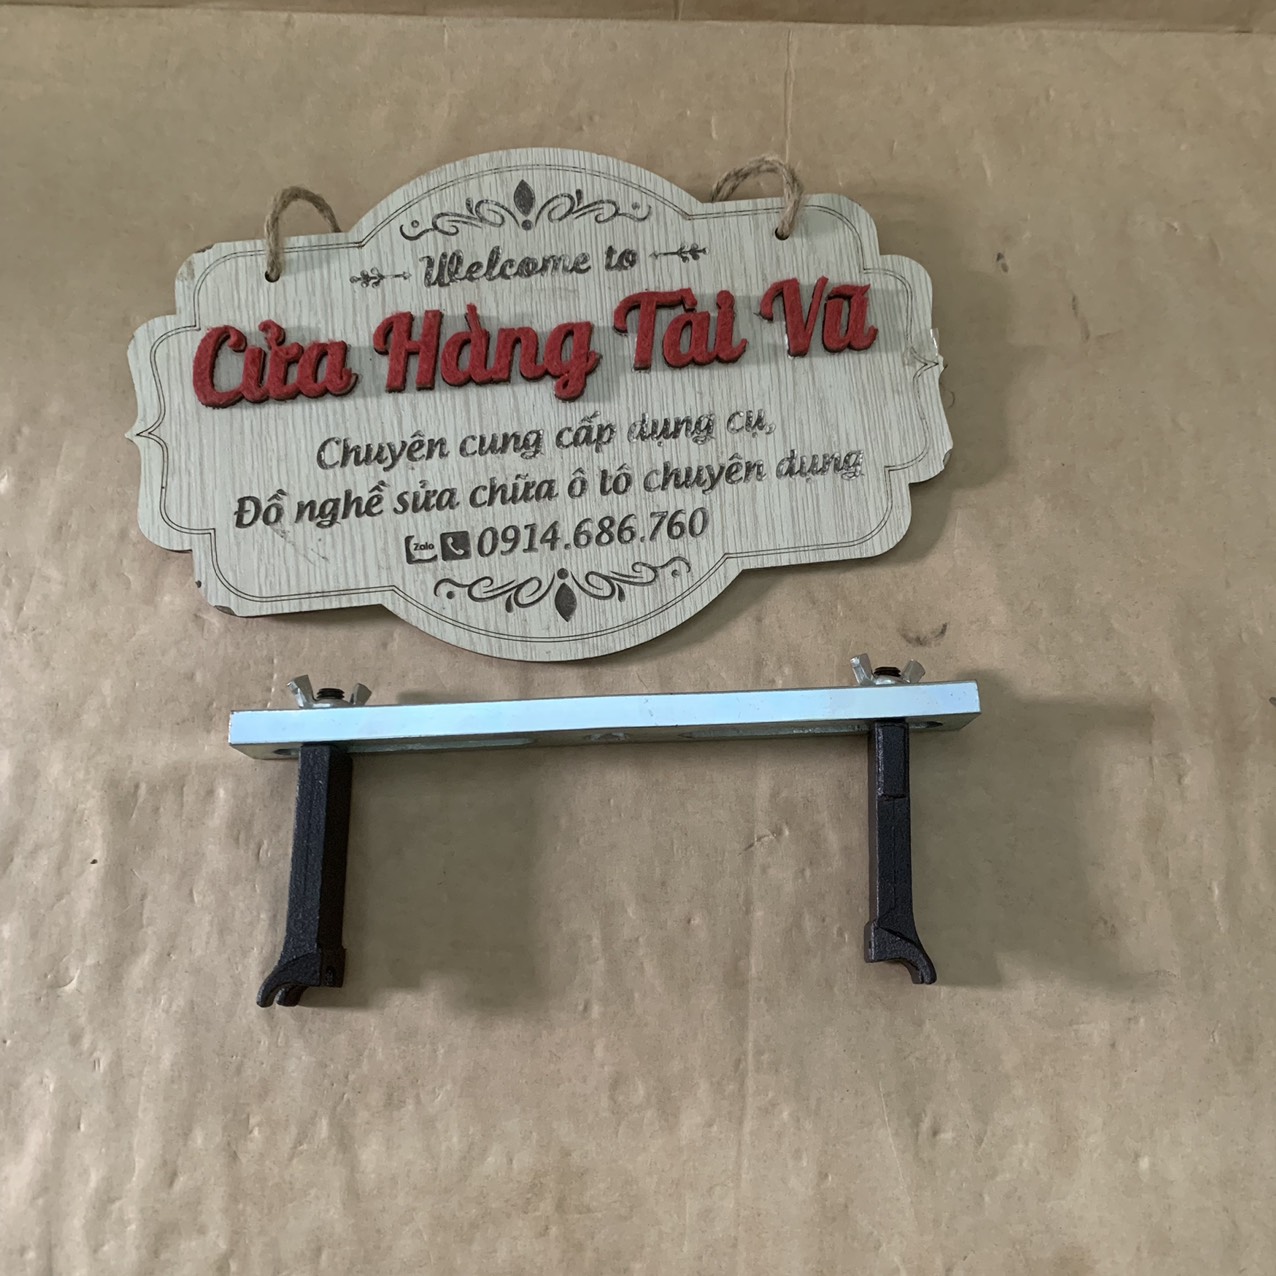 Welcome to
Cửa Hàng Tài Vũ
Chuyên cung cấp dụng cụ,
Đồ nghề sửa chữa ô tô chuyên dụng
Zalo 0914.686.760